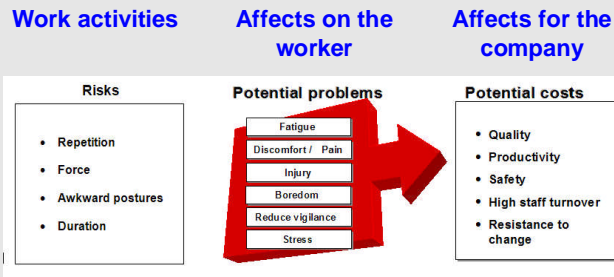 Work activities
Affects on the
worker
Affects for the
company
Risks
• Repetition
• Force
• Awkward postures
• Duration
Potential problems
Fatigue
Discomfort / Pain
Injury
Boredom
Reduce vigilance
Stress
Potential costs
• Quality
• Productivity
• Safety
• High staff turnover
• Resistance to
change